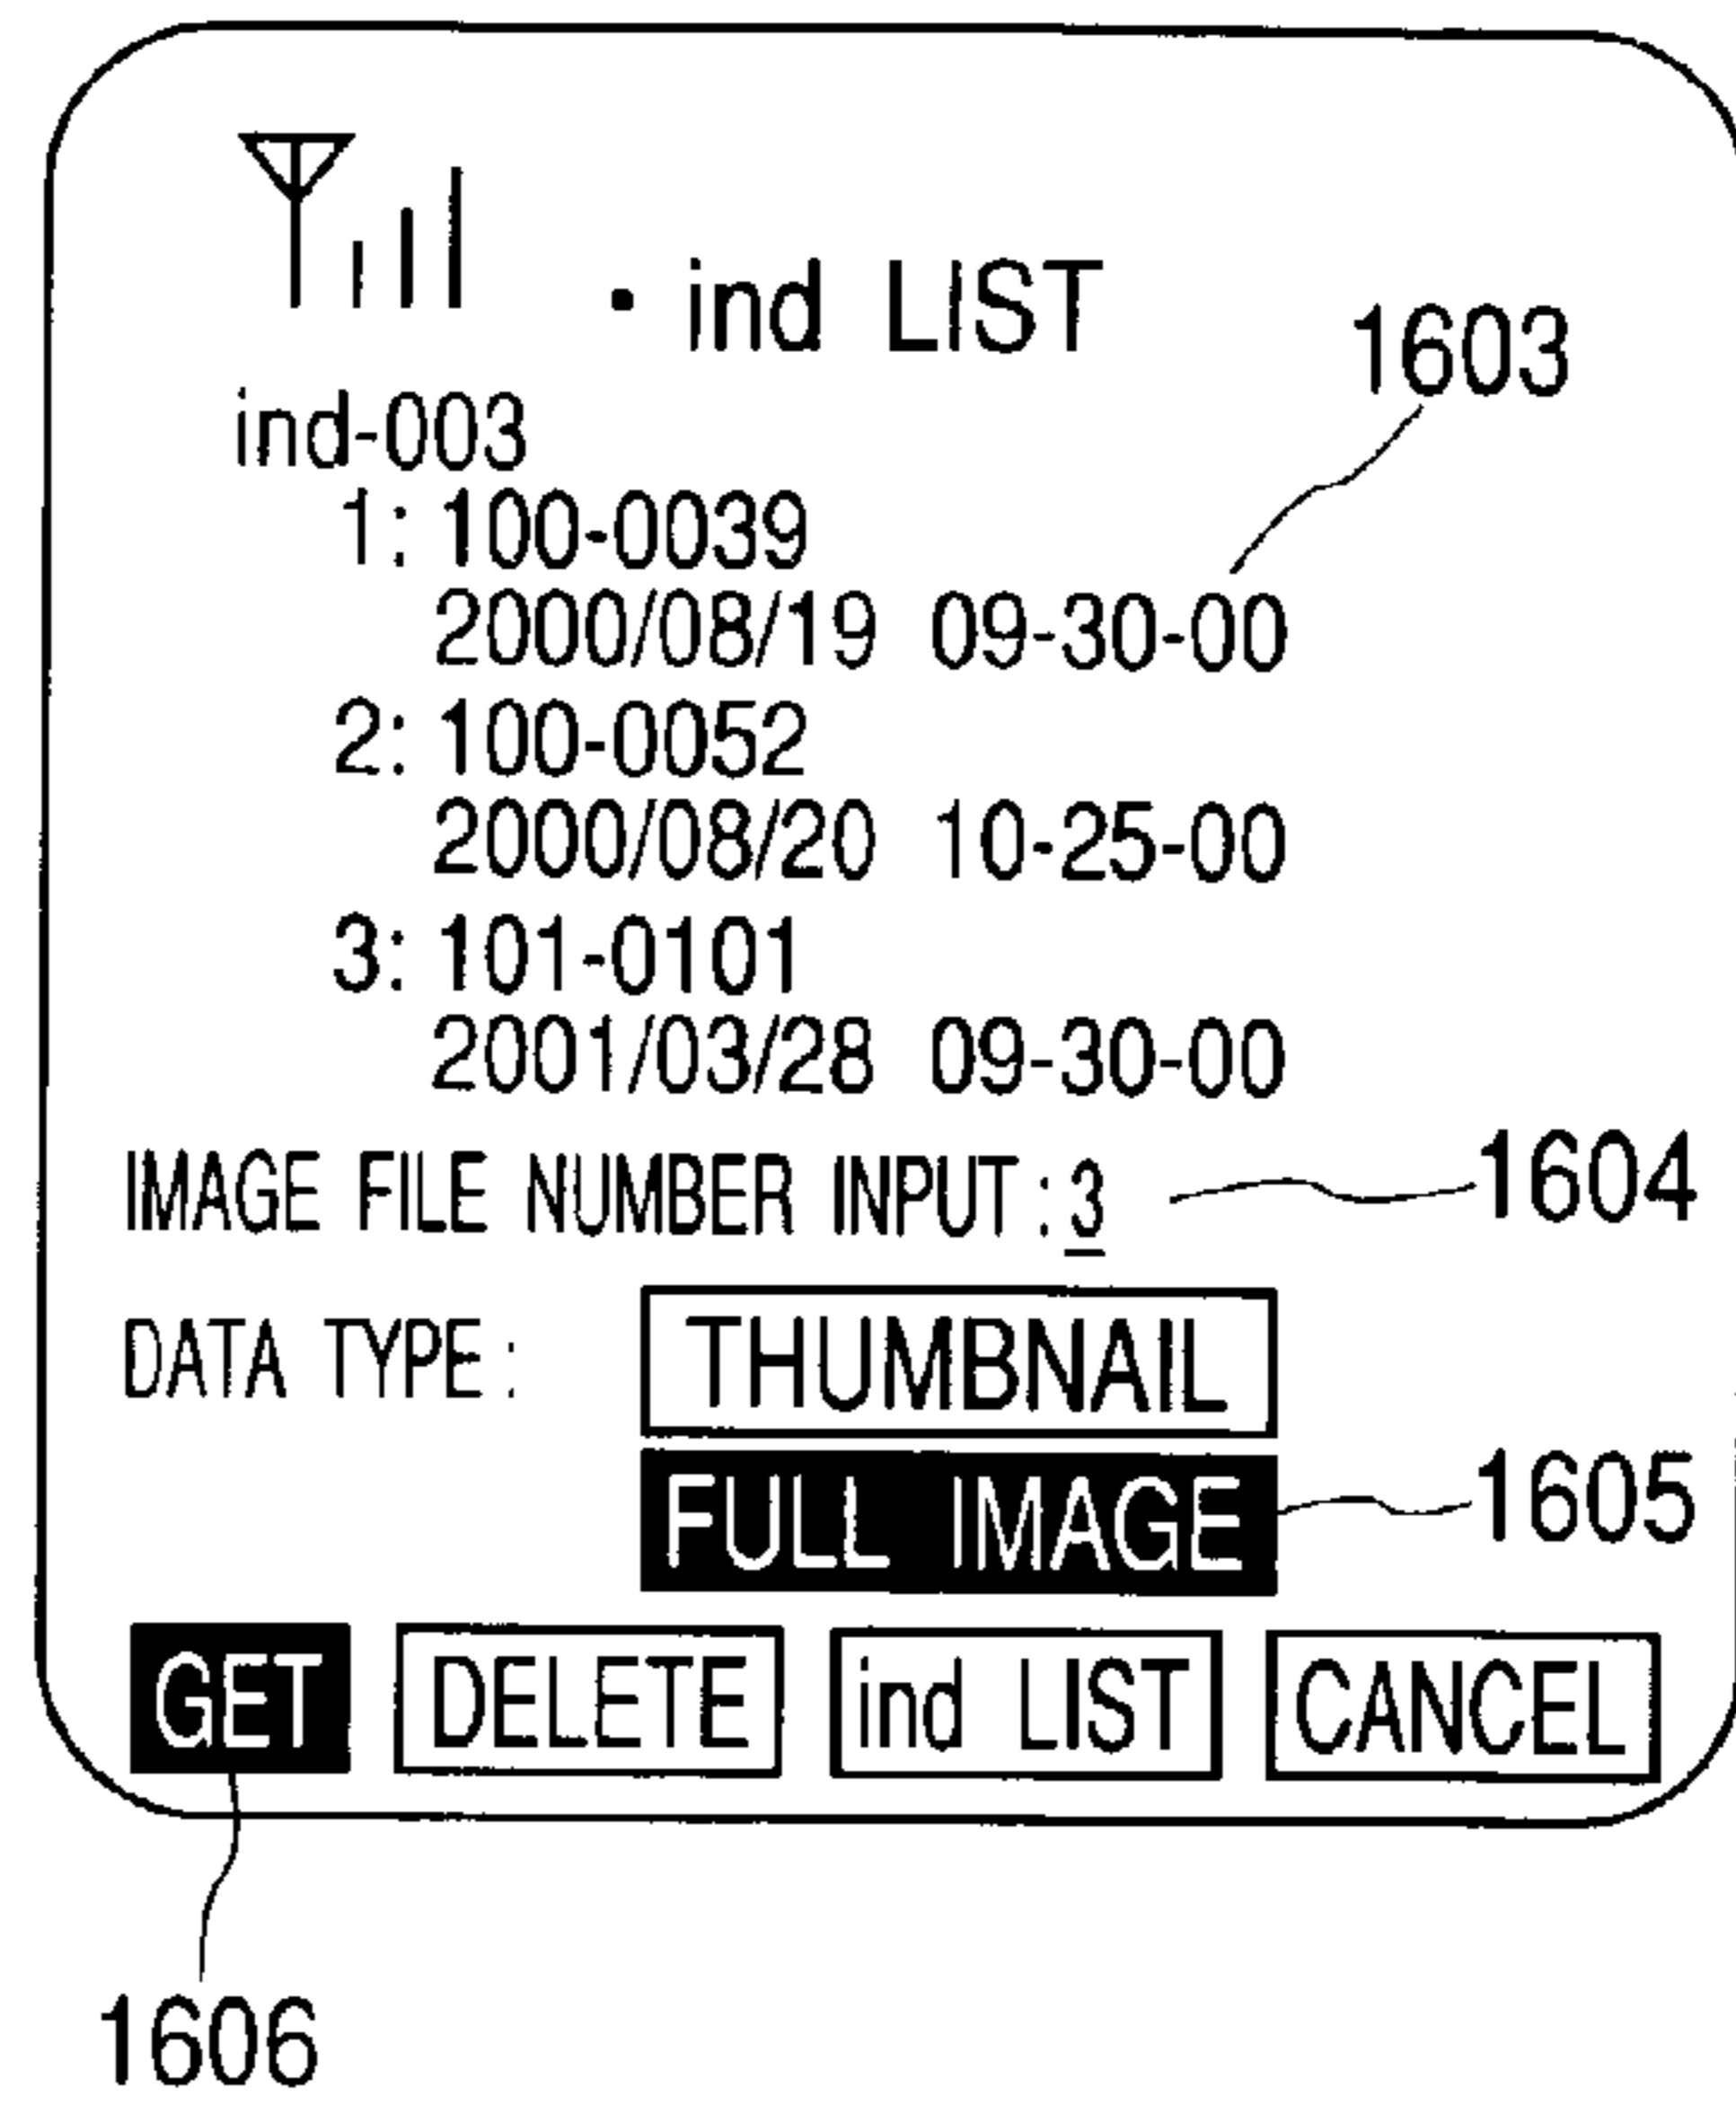 · ind LIST
1603
ind-003
1: 100-0039
2000/08/19 09-30-00
2: 100-0052
2000/08/20 10-25-00
3: 101-0101
2001/03/28 09-30-00
IMAGE FILE NUMBER INPUT : 3
1604
DATA TYPE : THUMBNAIL
FULL IMAGE
1605
GET DELETE ind LIST CANCEL
1606